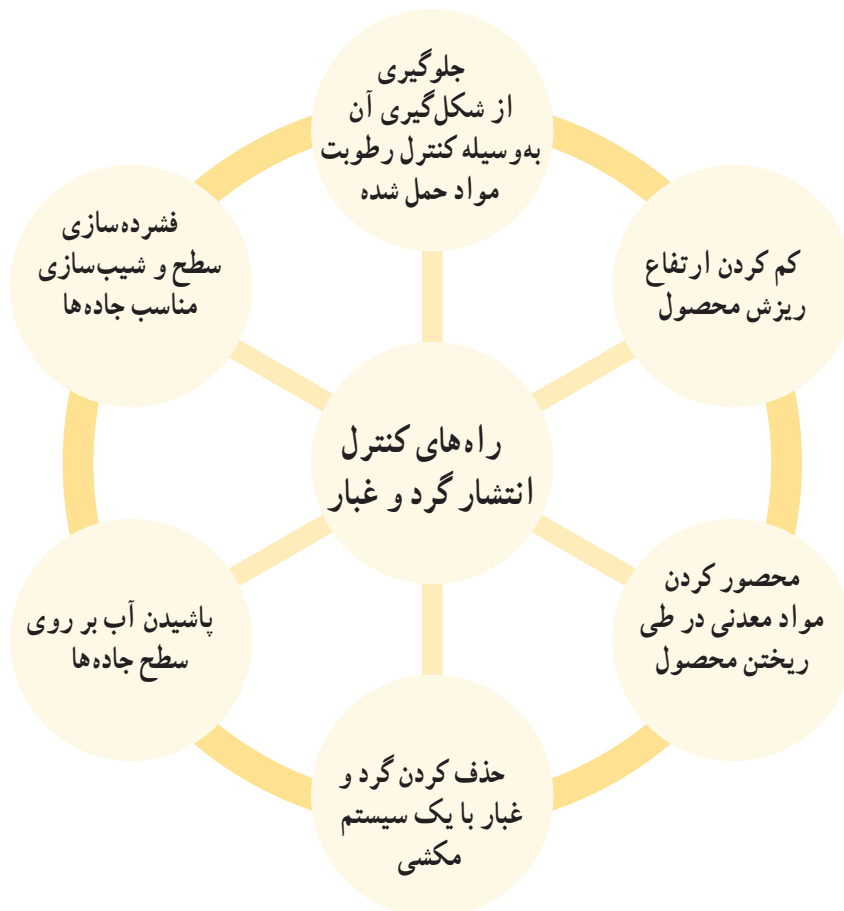 راه‌های کنترل
انتشار گرد و غبار
جلوگیری
از شکل‌گیری آن
به‌وسیله کنترل رطوبت
مواد حمل شده
کم کردن ارتفاع
ریزش محصول
محصور کردن
مواد معدنی در طی
ریختن محصول
حذف کردن گرد و
غبار با یک سیستم
مکشی
پاشیدن آب بر روی
سطح جاده‌ها
فشرده‌سازی
سطح و شیب‌سازی
مناسب جاده‌ها